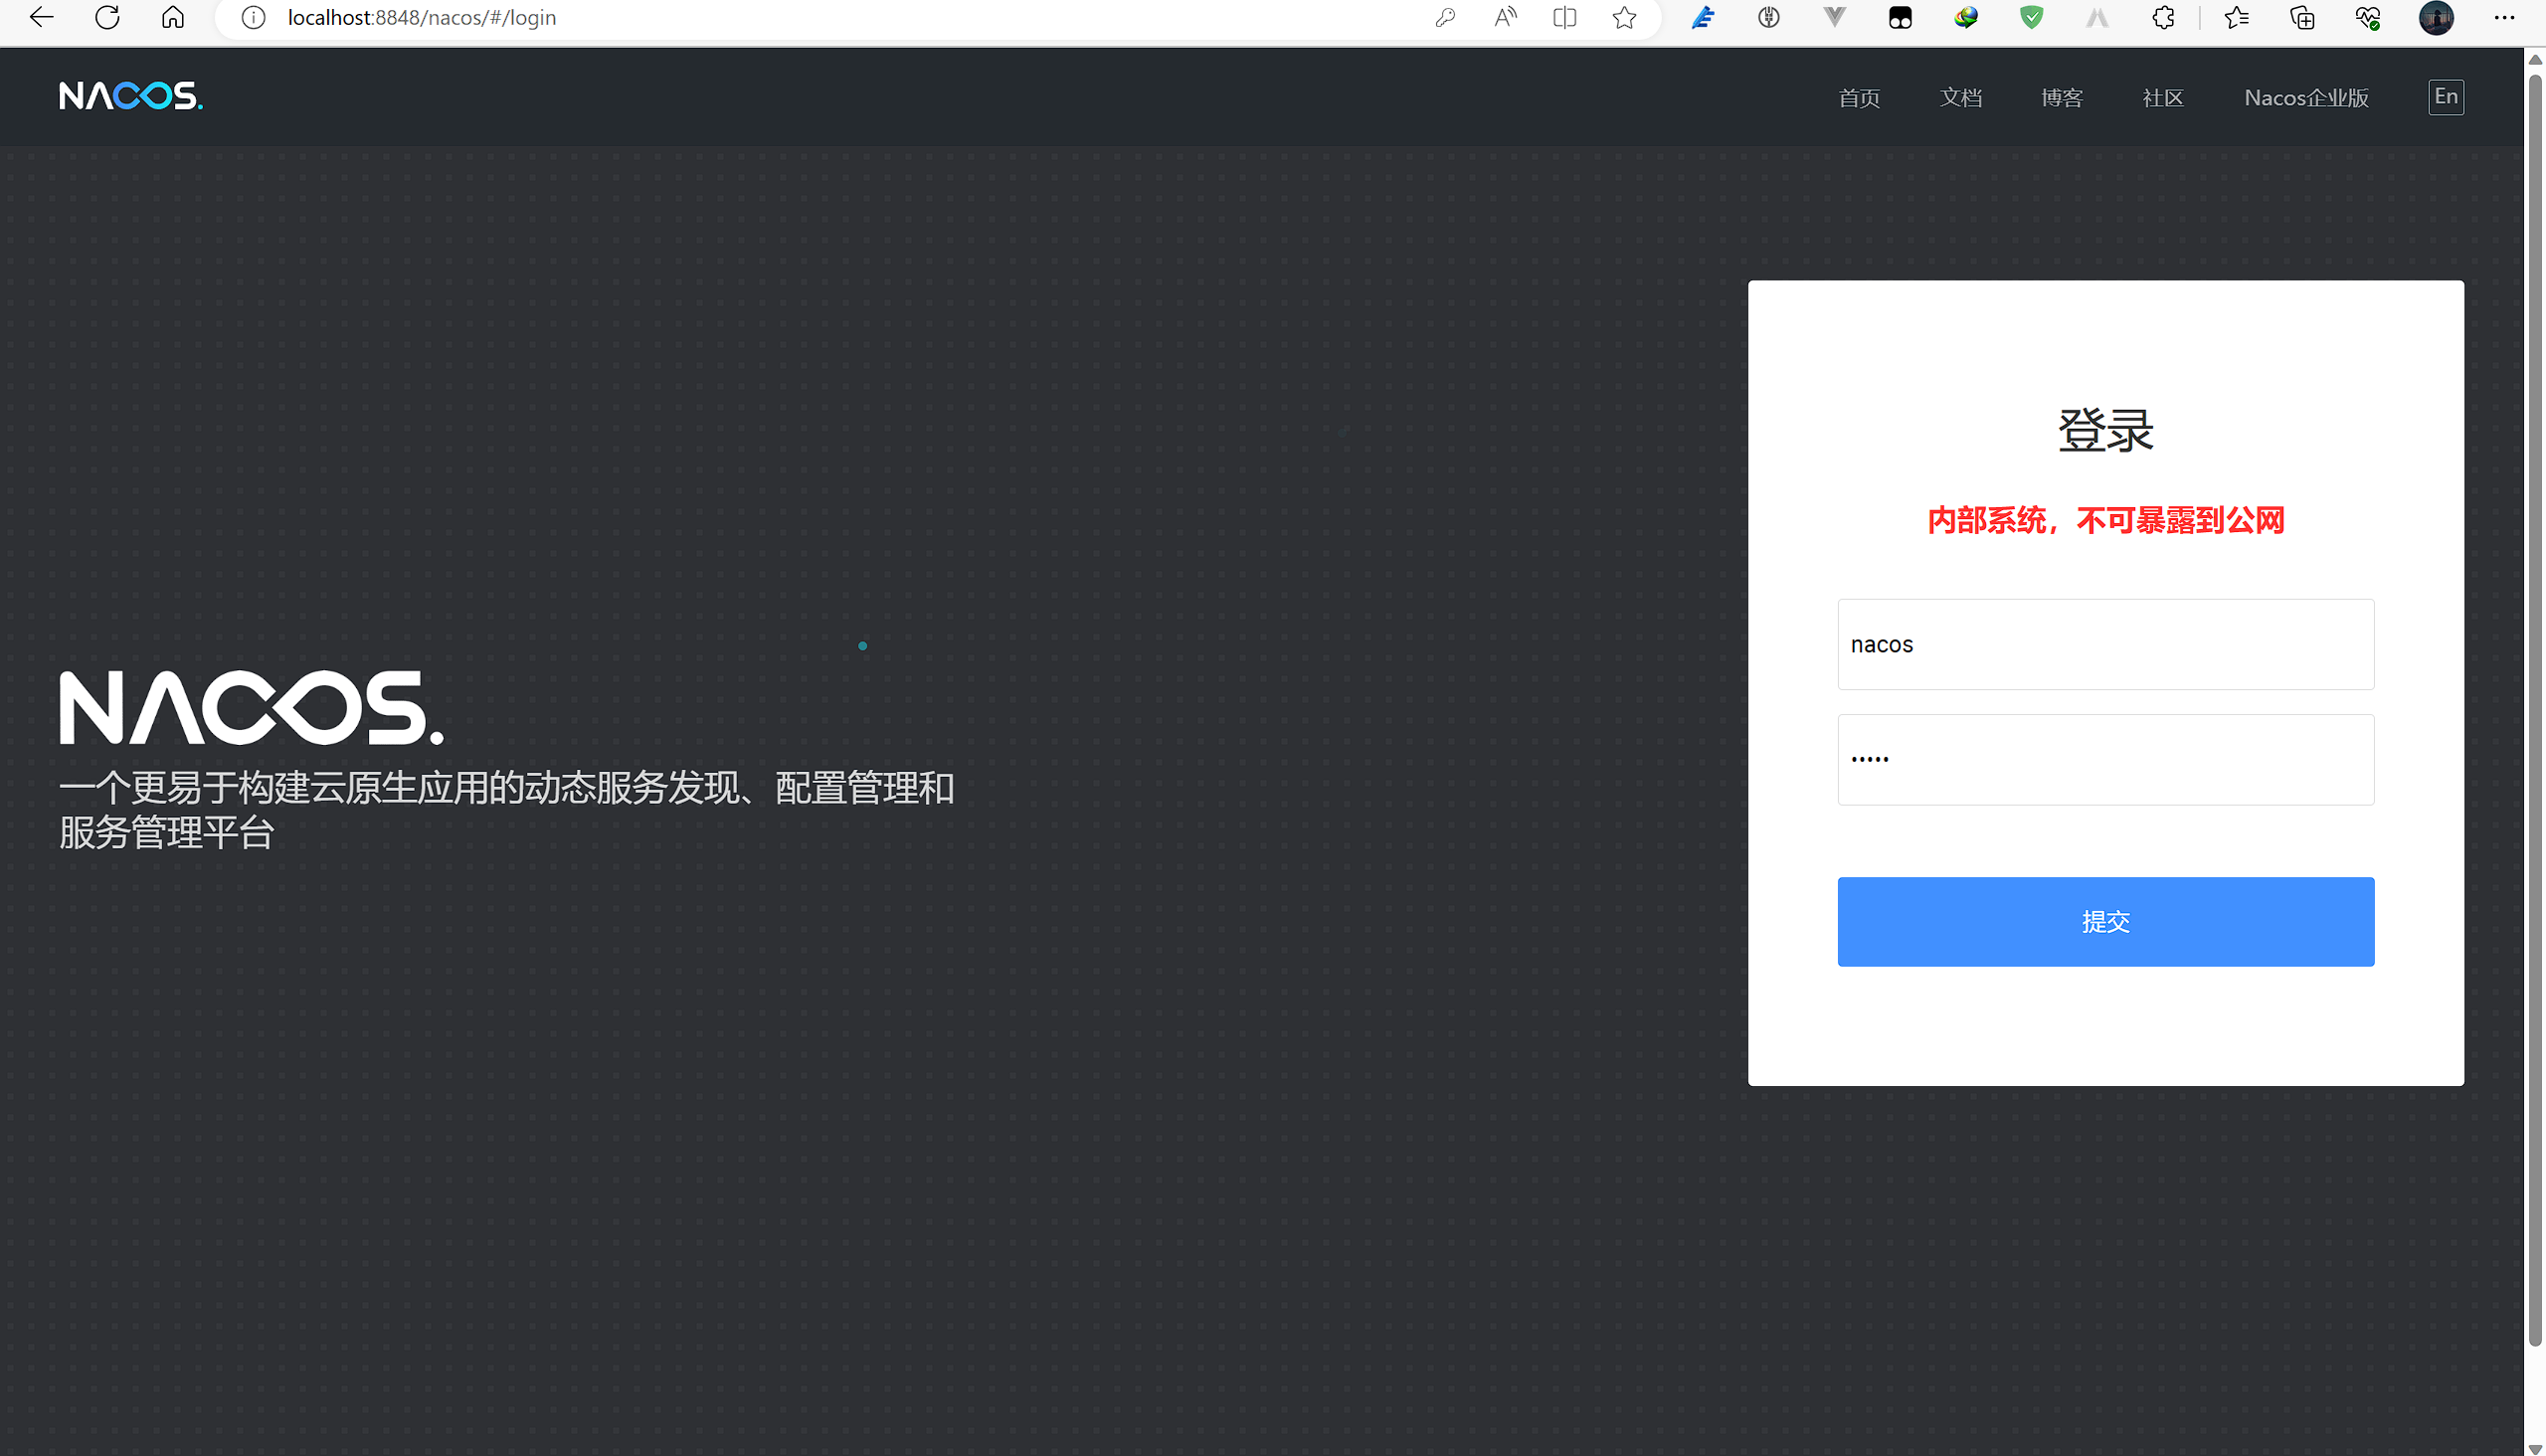 localhost:8848/nacos/#/login
NACOS.
首页
文档
博客
社区
Nacos企业版
En
登录
内部系统，不可暴露到公网
nacos
•••••
提交
NACOS.
一个更易于构建云原生应用的动态服务发现、配置管理和
服务管理平台